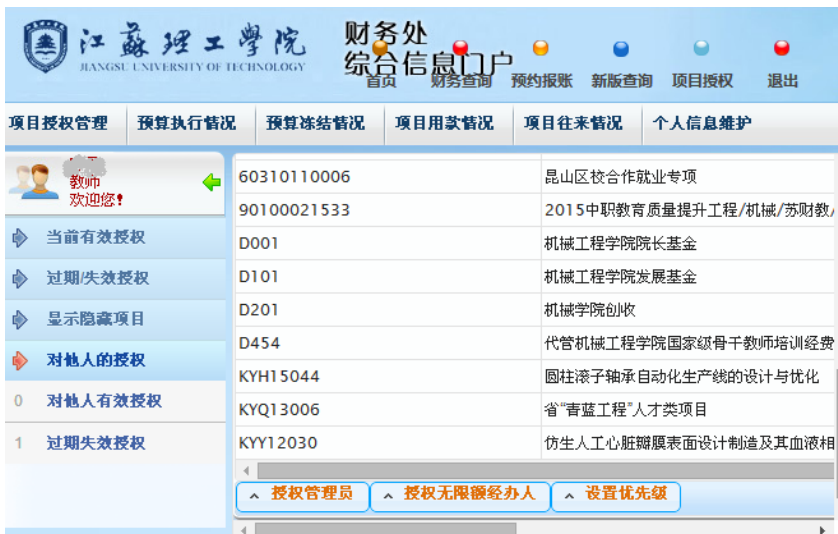 江蘇理工學院
JIANGSU UNIVERSITY OF TECHNOLOGY
财务处
综合信息门户
首页 财务查询 预约报账 新版查询 项目授权 退出
项目授权管理 预算执行情况 预算冻结情况 项目用款情况 项目往来情况 个人信息维护
教师
欢迎您!
当前有效授权
过期/失效授权
显示隐藏项目
对他人的授权
0 对他人有效授权
1 过期失效授权
60310110006 昆山区校合作就业专项
90100021533 2015中职教育质量提升工程/机械/苏财教/
D001 机械工程学院院长基金
D101 机械工程学院发展基金
D201 机械学院创收
D454 代管机械工程学院国家级骨干教师培训经费
KYH15044 圆柱滚子轴承自动化生产线的设计与优化
KYQ13006 省"青蓝工程"人才类项目
KYY12030 仿生人工心脏瓣膜表面设计制造及其血液相
授权管理员 授权无限额经办人 设置优先级